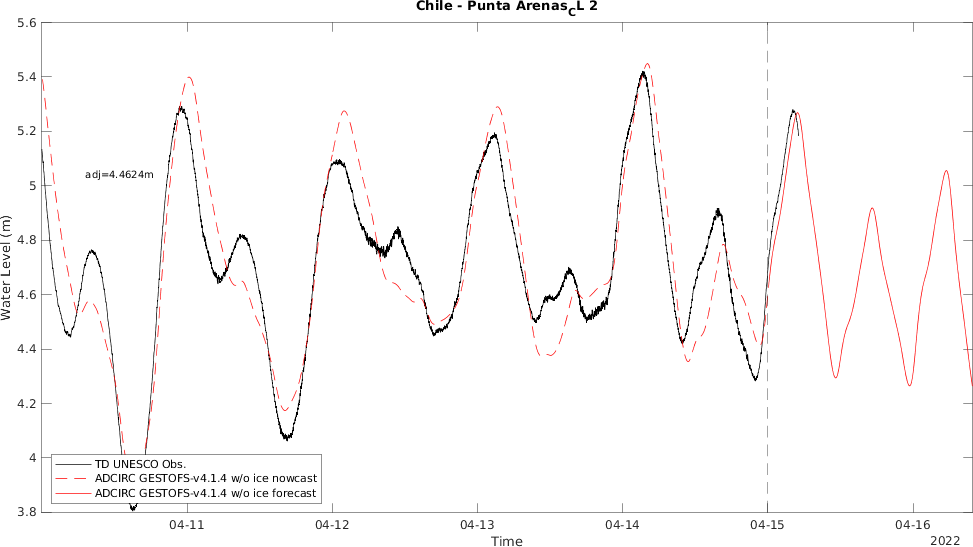 Chile - Punta Arenas_CL 2
5.6
5.4
5.2
5
4.8
4.6
4.4
4.2
4
3.8
Water Level (m)
adj=4.4624m
TD UNESCO Obs.
ADCIRC GESTOFS-v4.1.4 w/o ice nowcast
ADCIRC GESTOFS-v4.1.4 w/o ice forecast
04-11 04-12 04-13 04-14 04-15 04-16
Time
2022